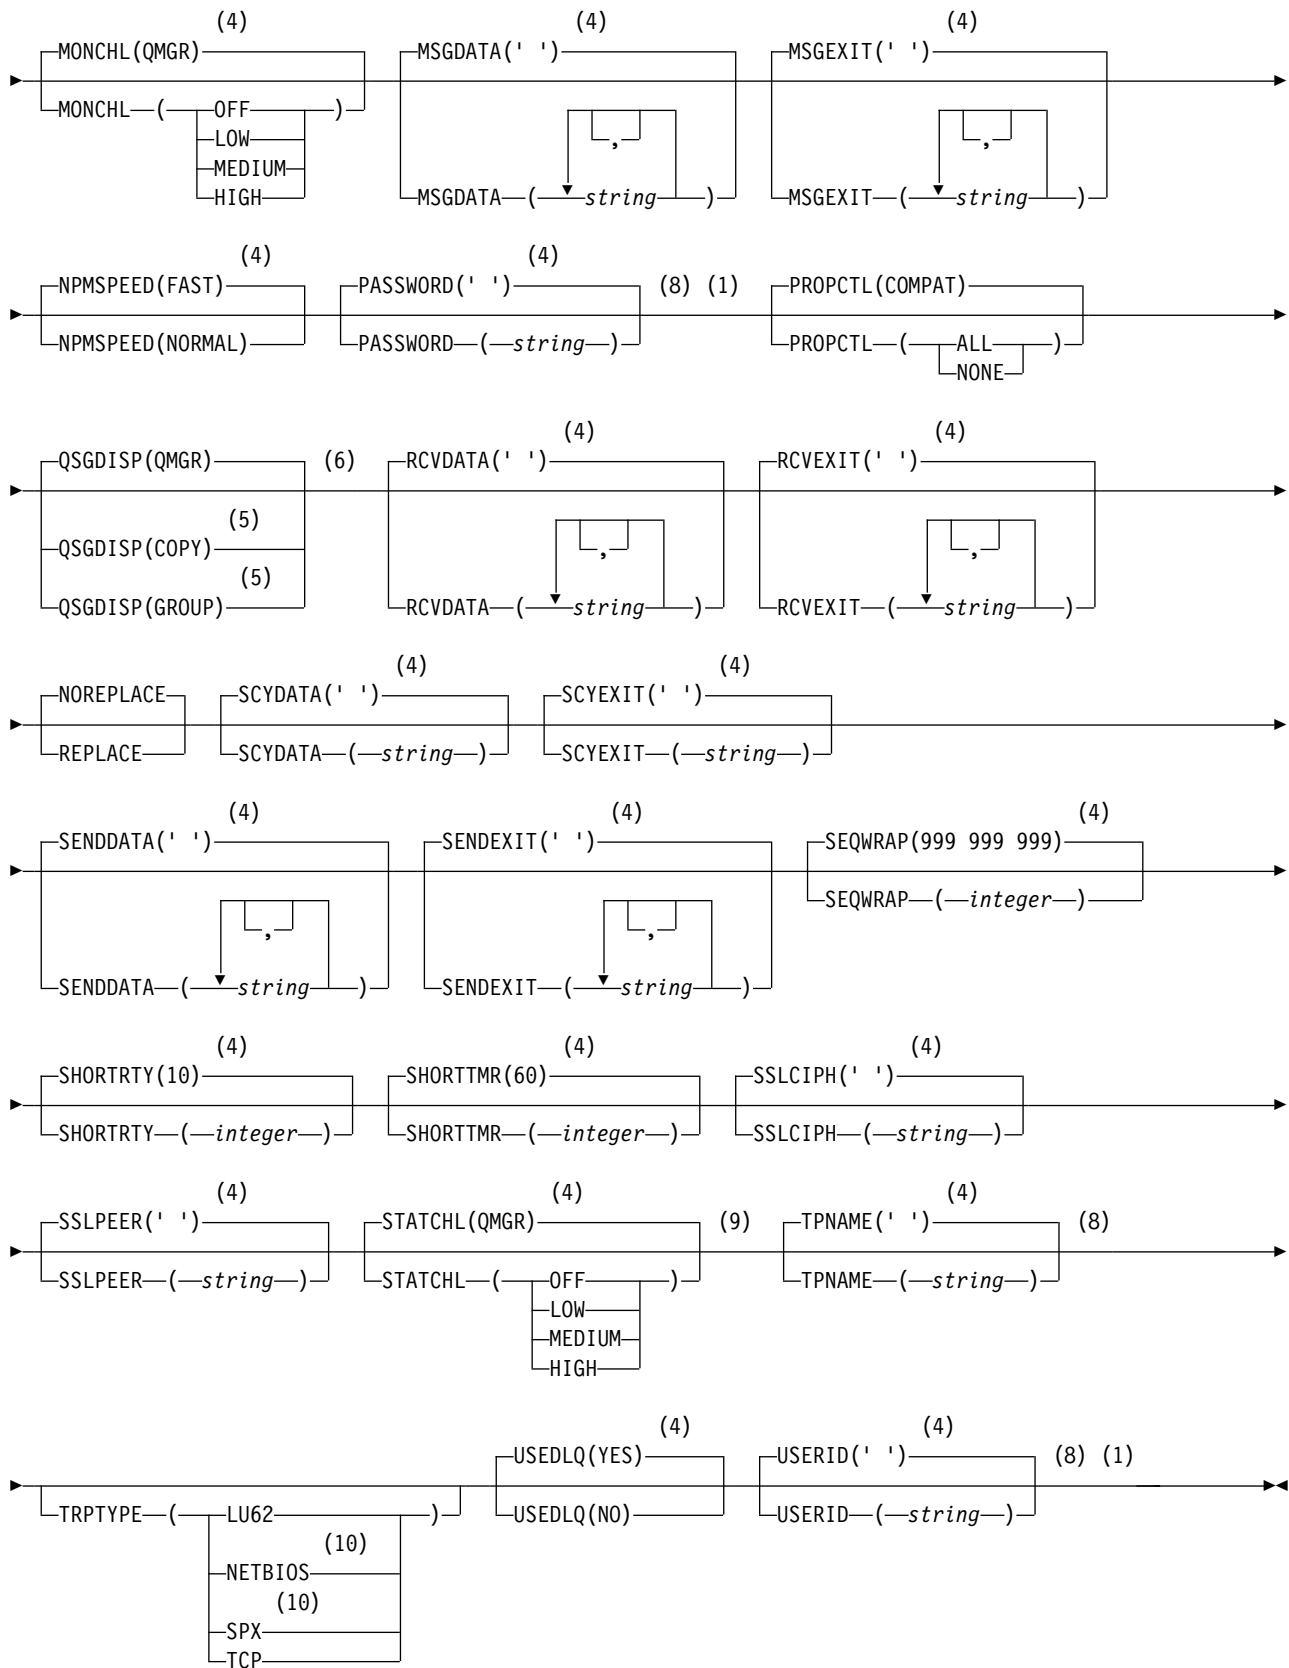 (4) (4) (4)
MONCHL(QMGR) MSGDATA(' ') MSGEXIT(' ')
MONCHL ( OFF )
LOW
MEDIUM
HIGH
,
MSGDATA ( string )
,
MSGEXIT ( string )
(4) (4)
NPMSPEED(FAST) PASSWORD(' ') (8) (1) PROPCTL(COMPAT)
NPMSPEED(NORMAL) PASSWORD ( string ) PROPCTL ( ALL )
NONE
(4) (4)
QSGDISP(QMGR) (6) RCVDATA(' ') RCVEXIT(' ')
(5)
QSGDISP(COPY) , ,
(5)
QSGDISP(GROUP) RCVDATA ( string ) RCVEXIT ( string )
(4) (4)
NOREPLACE SCYDATA(' ') SCYEXIT(' ')
REPLACE SCYDATA ( string ) SCYEXIT ( string )
(4) (4) (4)
SENDDATA(' ') SENDEXIT(' ') SEQWRAP(999 999 999)
SEQWRAP ( integer )
, ,
SENDDATA ( string ) SENDEXIT ( string )
(4) (4) (4)
SHORTRTY(10) SHORTTMR(60) SSLCIPH(' ')
SHORTRTY ( integer ) SHORTTMR ( integer ) SSLCIPH ( string )
(4) (4) (4)
SSLPEER(' ') STATCHL(QMGR) (9) TPNAME(' ') (8)
SSLPEER ( string ) STATCHL ( OFF ) TPNAME ( string )
LOW
MEDIUM
HIGH
(4) (4)
USEDLQ(YES) USERID(' ') (8) (1)
TRPTYPE ( LU62 ) USEDLQ(NO) USERID ( string )
(10)
NETBIOS
(10)
SPX
TCP